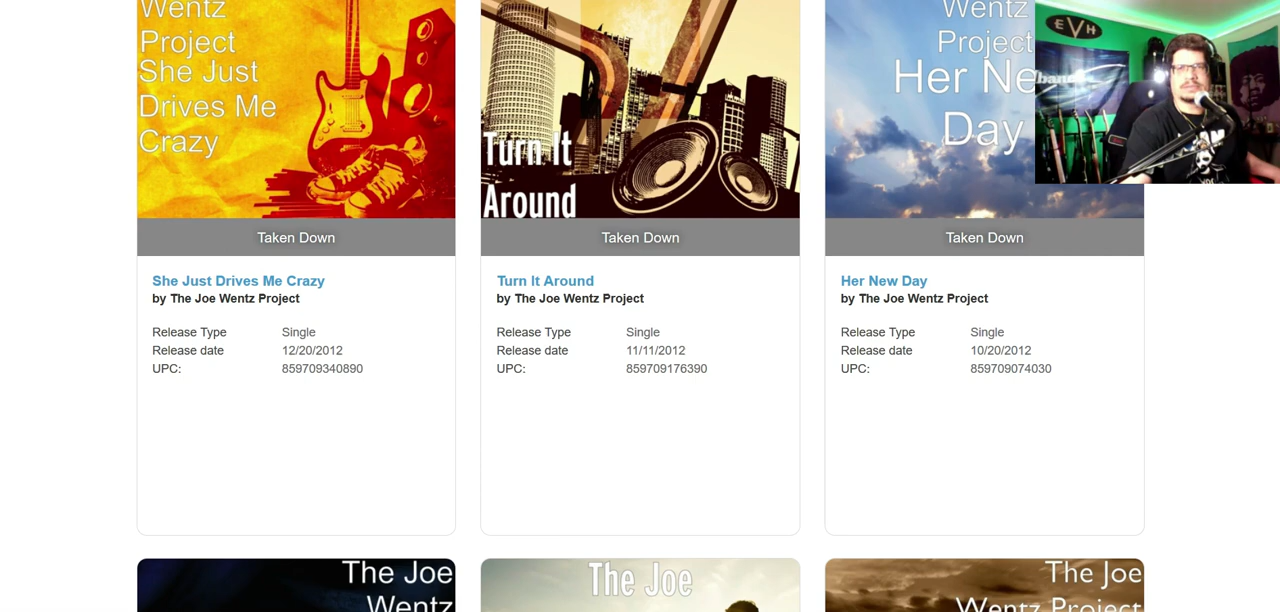 Wentz
Project
She Just
Drives Me
Crazy
Taken Down
She Just Drives Me Crazy
by The Joe Wentz Project
Release Type Single
Release date 12/20/2012
UPC: 859709340890
Turn It
Around
Taken Down
Turn It Around
by The Joe Wentz Project
Release Type Single
Release date 11/11/2012
UPC: 859709176390
Wentz
Project
Her Ne
Day
Taken Down
Her New Day
by The Joe Wentz Project
Release Type Single
Release date 10/20/2012
UPC: 859709074030
EVH
The Joe
Wentz
The Joe
The Joe
Wentz Project